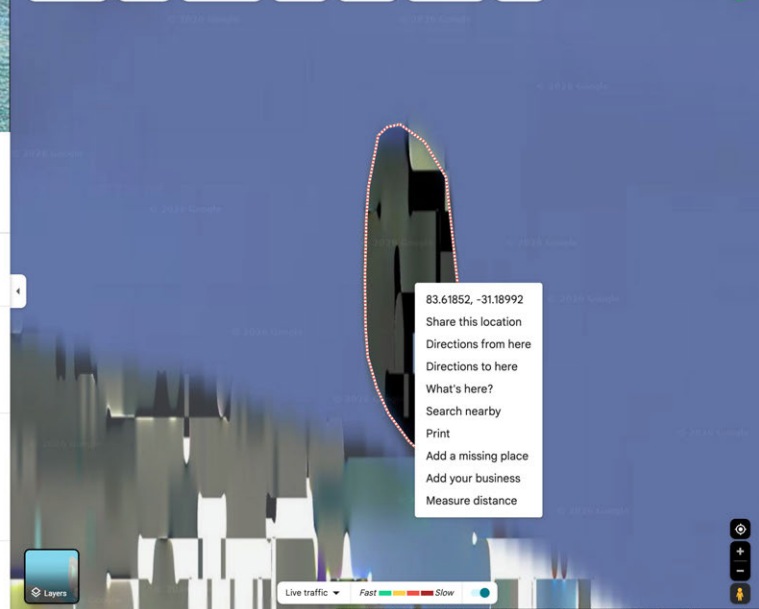 83.61852, -31.18992
Share this location
Directions from here
Directions to here
What's here?
Search nearby
Print
Add a missing place
Add your business
Measure distance
Layers
Live traffic
Fast
Slow